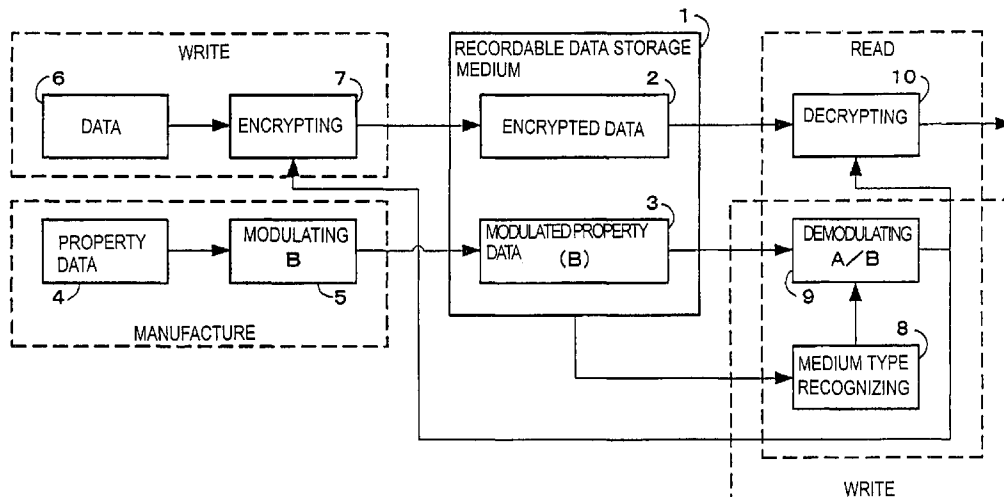 1
WRITE
READ
RECORDABLE DATA STORAGE
MEDIUM
6
7
2
10
DATA
ENCRYPTING
ENCRYPTED DATA
DECRYPTING
3
PROPERTY
DATA
MODULATING
B
MODULATED PROPERTY
DATA
(B)
DEMODULATING
A/B
4
5
9
MANUFACTURE
8
MEDIUM TYPE
RECOGNIZING
WRITE